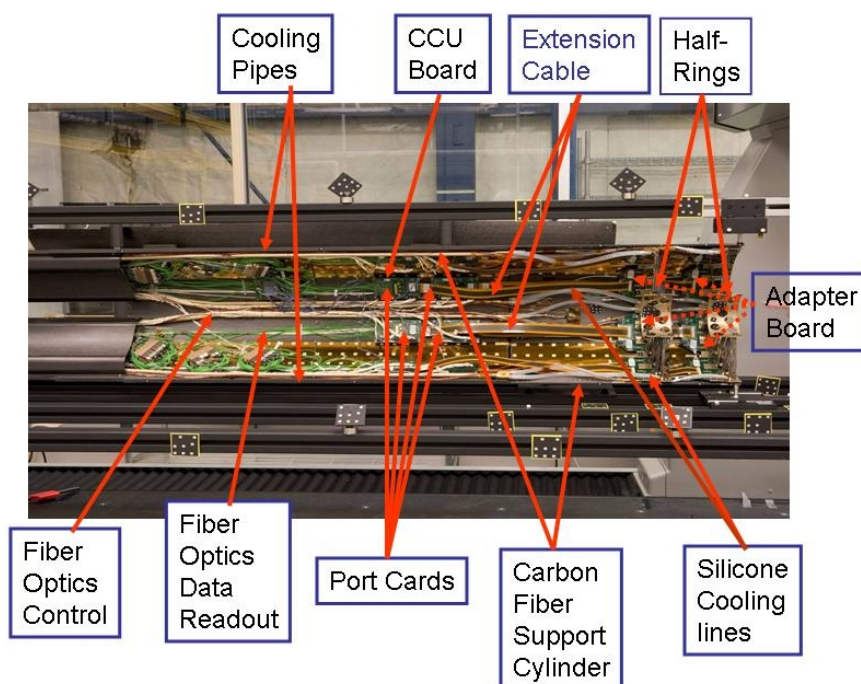 Cooling
Pipes
CCU
Board
Extension
Cable
Half-
Rings
Adapter
Board
Fiber
Optics
Control
Fiber
Optics
Data
Readout
Port Cards
Carbon
Fiber
Support
Cylinder
Silicone
Cooling
lines